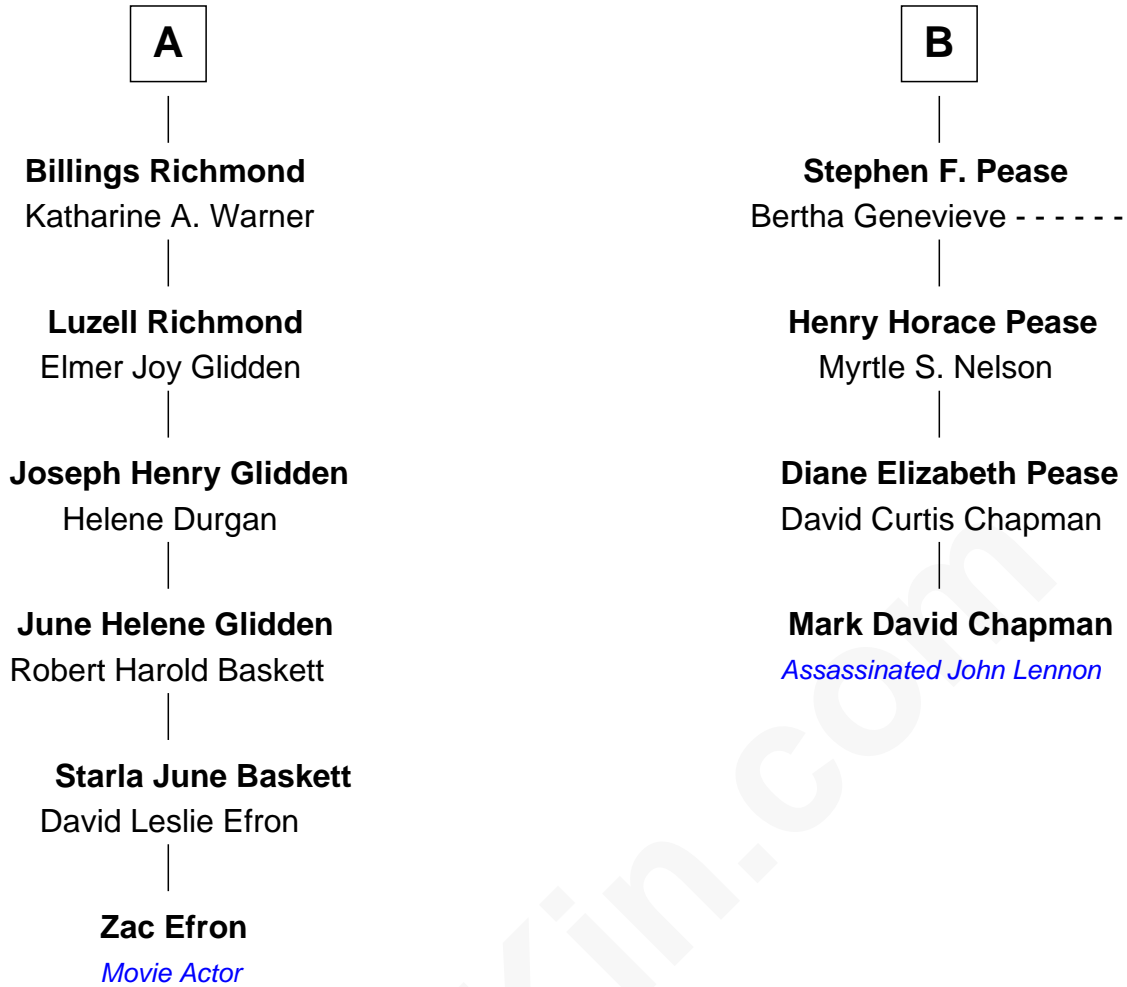 A
Billings Richmond
Katharine A. Warner
Luzell Richmond
Elmer Joy Glidden
Joseph Henry Glidden
Helene Durgan
June Helene Glidden
Robert Harold Baskett
Starla June Baskett
David Leslie Efron
Zac Efron
Movie Actor
B
Stephen F. Pease
Bertha Genevieve - - - - - -
Henry Horace Pease
Myrtle S. Nelson
Diane Elizabeth Pease
David Curtis Chapman
Mark David Chapman
Assassinated John Lennon
Kin.com